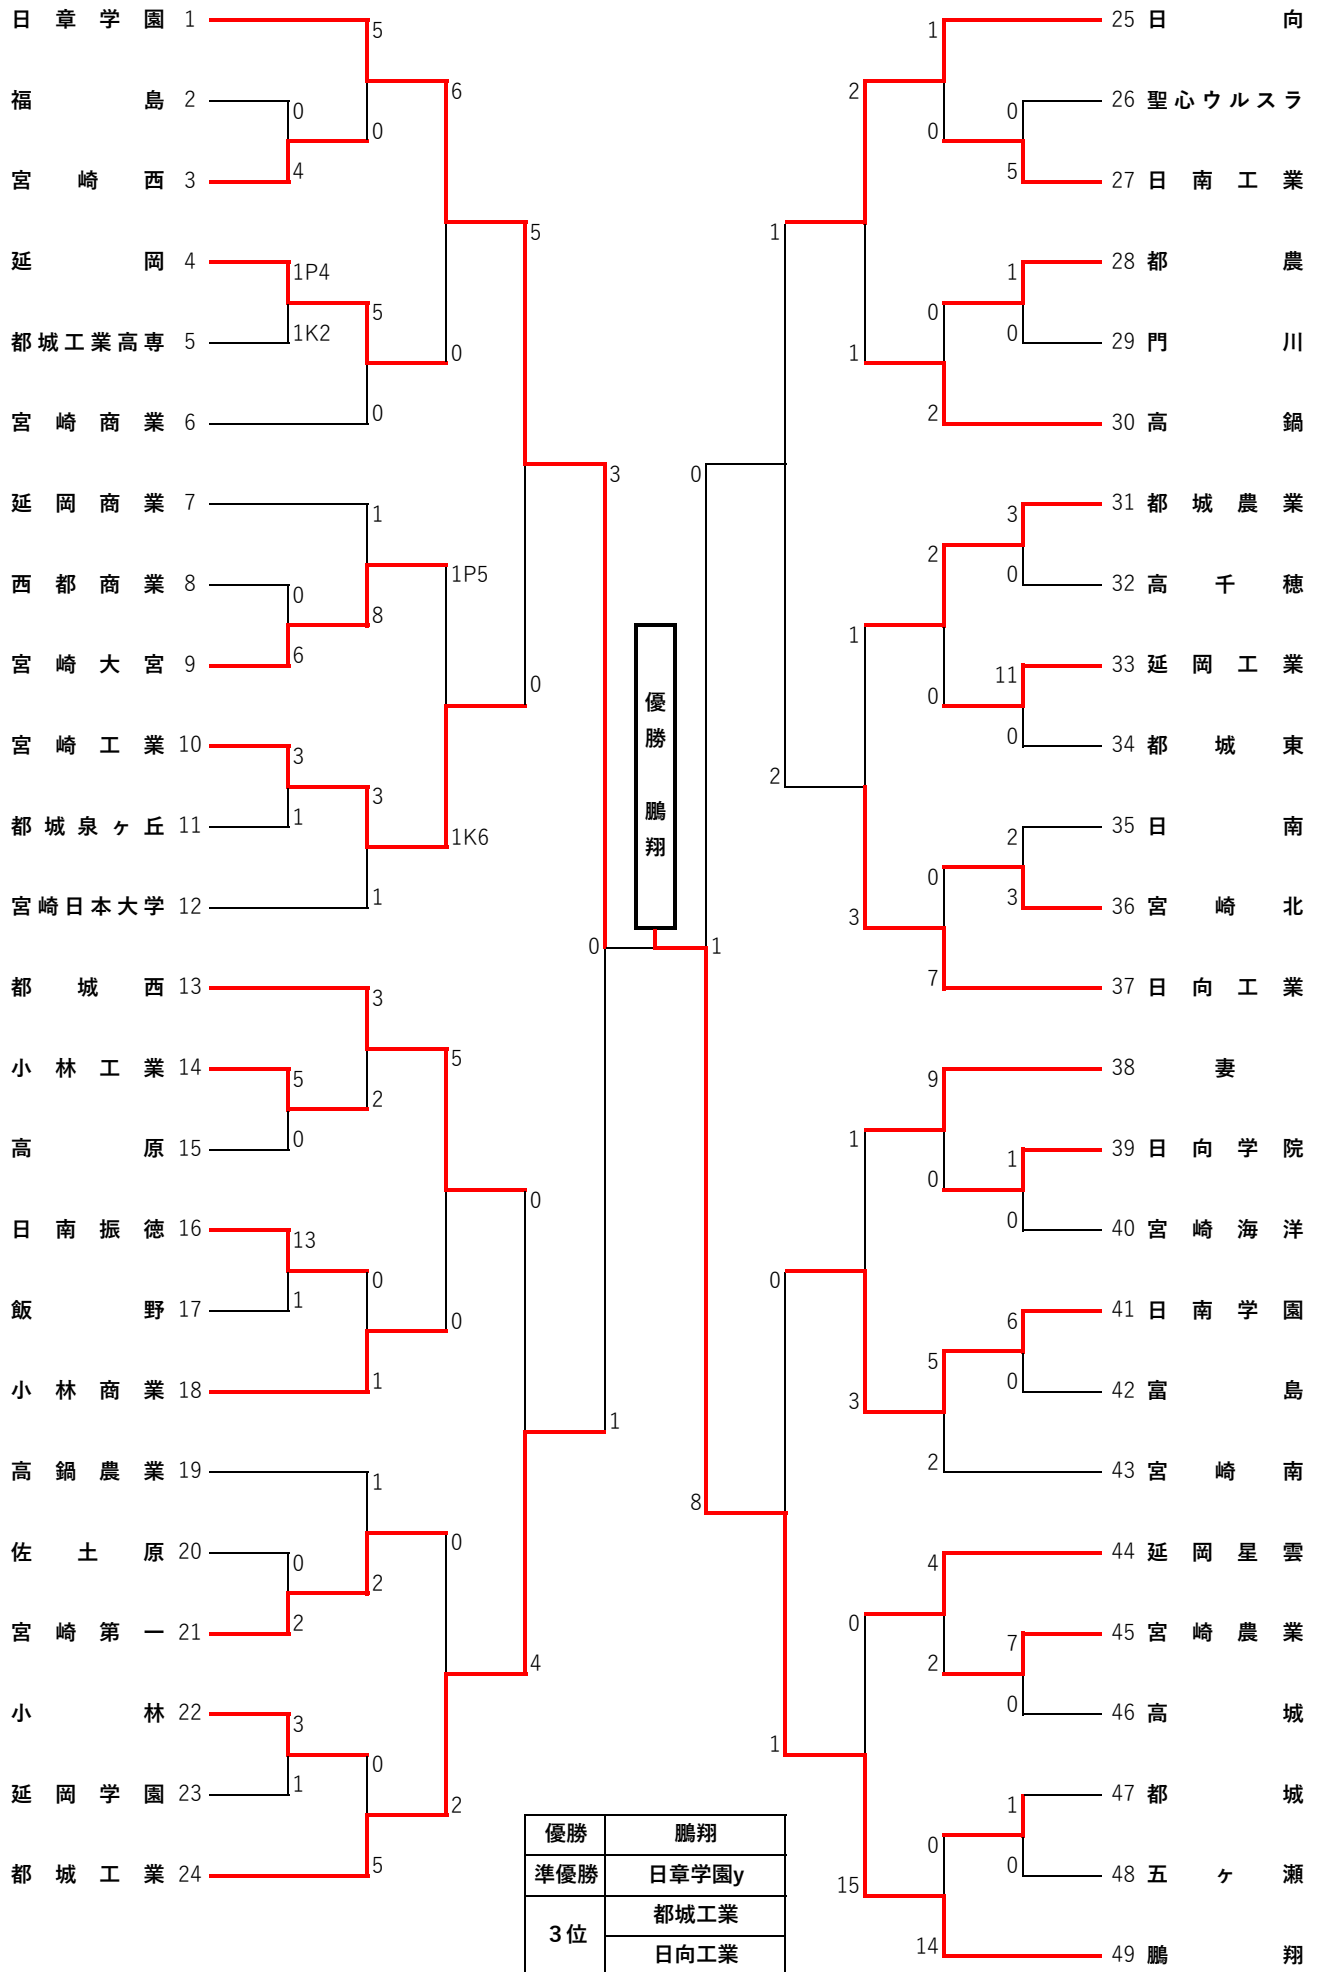 日章学園 1
5
福島 2
0
6
0
宮崎西 3
4
延岡 4
1P4
5
5
都城工業高専 5
1K2
0
宮崎商業 6
0
3
延岡商業 7
1
西都商業 8
0
1P5
8
宮崎大宮 9
6
0
宮崎工業 10
3
3
都城泉ヶ丘 11
1
1K6
宮崎日本大学 12
1
0
都城西 13
3
小林工業 14
5
5
2
高原 15
0
0
日南振徳 16
13
0
飯野 17
1
0
小林商業 18
1
1
高鍋農業 19
1
佐土原 20
0
0
2
宮崎第一 21
2
4
小林 22
3
0
延岡学園 23
1
2
都城工業 24
5
優勝 鵬翔
1
25 日向
2
0
26 聖心ウルスラ
0
5
27 日南工業
1
28 都農
1
0
29 門川
0
1
30 高鍋
2
0
31 都城農業
3
2
32 高千穂
0
1
33 延岡工業
11
0
34 都城東
0
2
35 日南
2
0
36 宮崎北
3
3
37 日向工業
7
1
38 妻
9
39 日向学院
1
1
0
40 宮崎海洋
0
0
41 日南学園
6
5
42 富島
0
3
43 宮崎南
2
8
44 延岡星雲
4
0
45 宮崎農業
7
2
46 高城
0
1
47 都城
1
0
48 五ヶ瀬
0
15
49 鵬翔
14
優勝 鵬翔
準優勝 日章学園y
３位 都城工業
日向工業